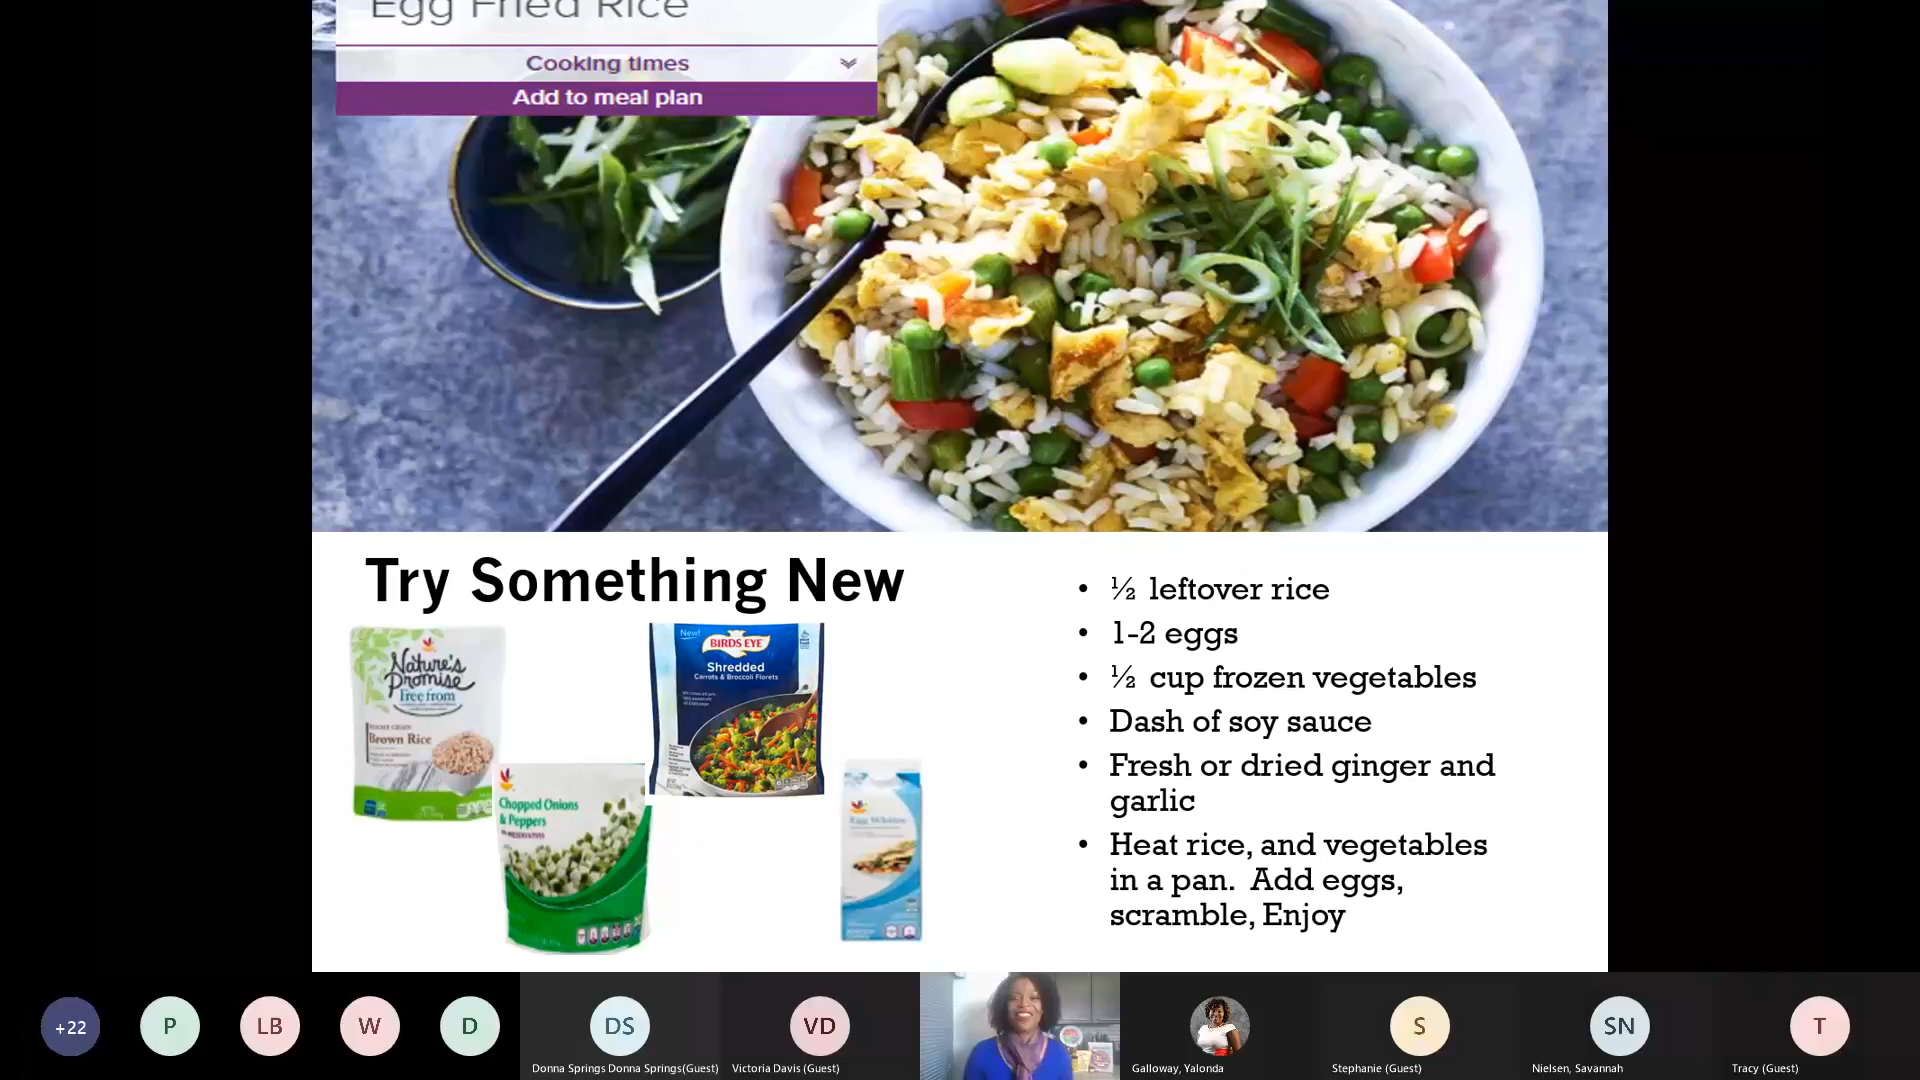 Egg Fried Rice
Cooking times
Add to meal plan
Try Something New
• ½ leftover rice
• 1-2 eggs
• ½ cup frozen vegetables
• Dash of soy sauce
• Fresh or dried ginger and
garlic
• Heat rice, and vegetables
in a pan. Add eggs,
scramble, Enjoy
Nature's
Promise
Free from
Brown Rice
New!
BIRDS EYE
Shredded
Carrots & Broccoli Florets
Chopped Onions
& Peppers
Egg Whites
+22
P
LB
W
D
DS
VD
S
SN
T
Donna Springs Donna Springs(Guest)
Victoria Davis (Guest)
Galloway, Yalonda
Stephanie (Guest)
Nielsen, Savannah
Tracy (Guest)